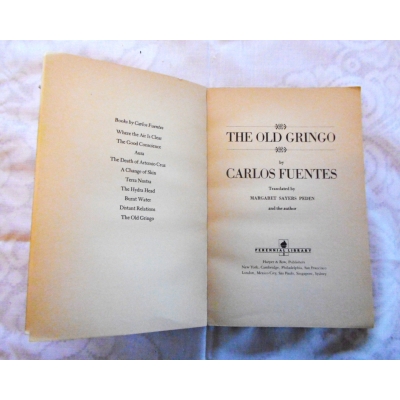 Books by Carlos Fuentes
Where the Air Is Clear
The Good Conscience
Aura
The Death of Artemio Cruz
A Change of Skin
Terra Nostra
The Hydra Head
Burnt Water
Distant Relations
The Old Gringo
THE OLD GRINGO
by
CARLOS FUENTES
Translated by
MARGARET SAYERS PEDEN
and the author
PERENNIAL LIBRARY
Harper & Row, Publishers
New York, Cambridge, Philadelphia, San Francisco
London, Mexico City, São Paulo, Singapore, Sydney